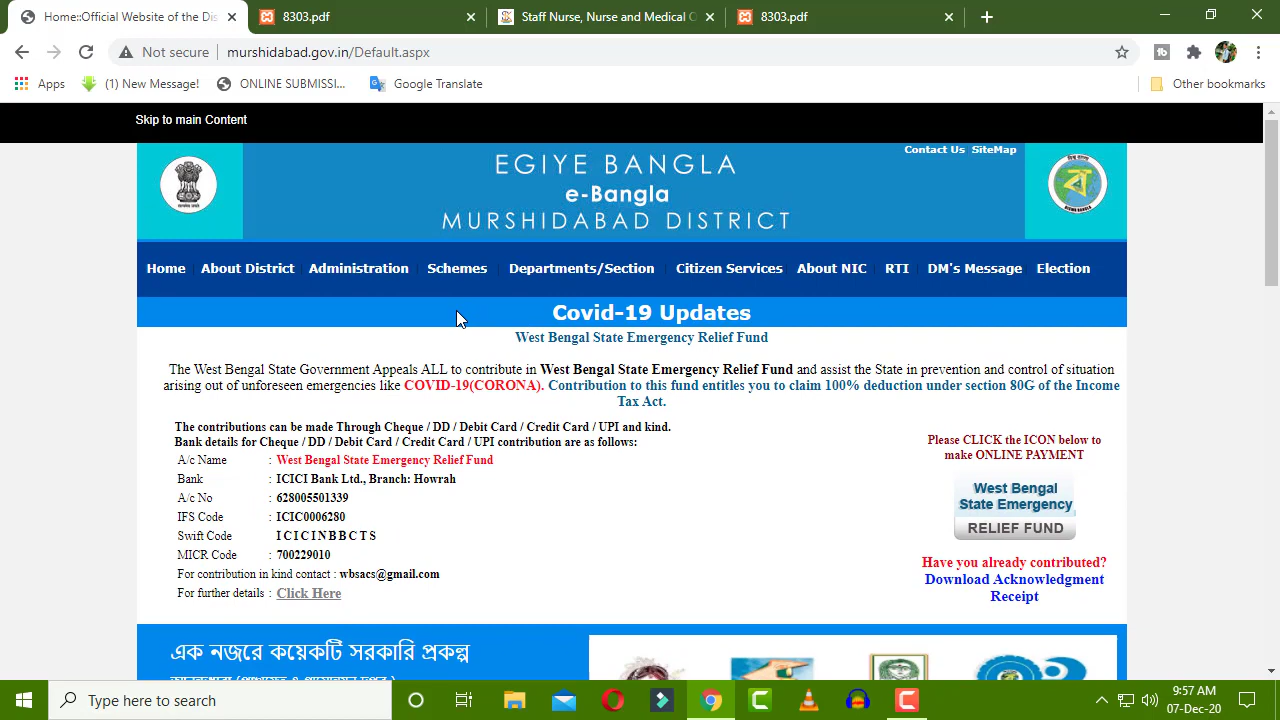 Home::Official Website of the Dis
8303.pdf
Staff Nurse, Nurse and Medical O
8303.pdf
Not secure
murshidabad.gov.in/Default.aspx
Apps
(1) New Message!
ONLINE SUBMISSI...
Google Translate
Other bookmarks
Skip to main Content
Contact Us SiteMap
EGIYE BANGLA
e-Bangla
MURSHIDABAD DISTRICT
Home About District Administration Schemes Departments/Section Citizen Services About NIC RTI DM's Message Election
Covid-19 Updates
West Bengal State Emergency Relief Fund
The West Bengal State Government Appeals ALL to contribute in West Bengal State Emergency Relief Fund and assist the State in prevention and control of situation
arising out of unforeseen emergencies like COVID-19(CORONA). Contribution to this fund entitles you to claim 100% deduction under section 80G of the Income
Tax Act.
The contributions can be made Through Cheque / DD / Debit Card / Credit Card / UPI and kind.
Bank details for Cheque / DD / Debit Card / Credit Card / UPI contribution are as follows:
A/c Name : West Bengal State Emergency Relief Fund
Bank : ICICI Bank Ltd., Branch: Howrah
A/c No : 628005501339
IFS Code : ICIC0006280
Swift Code : I C I C I N B B C T S
MICR Code : 700229010
For contribution in kind contact : wbsacs@gmail.com
For further details : Click Here
Please CLICK the ICON below to
make ONLINE PAYMENT
West Bengal
State Emergency
RELIEF FUND
Have you already contributed?
Download Acknowledgment
Receipt
এক নজরে কয়েকটি সরকারি প্রকল্প
Type here to search
9:57 AM
07-Dec-20